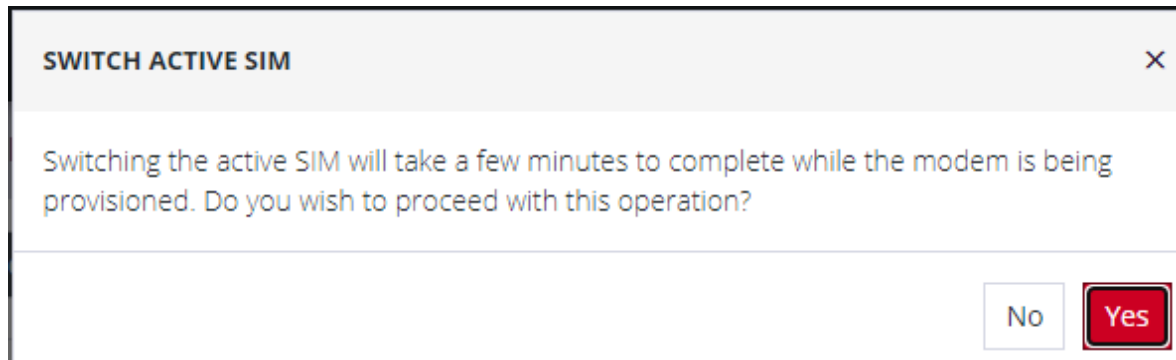 SWITCH ACTIVE SIM
Switching the active SIM will take a few minutes to complete while the modem is being
provisioned. Do you wish to proceed with this operation?
No
Yes